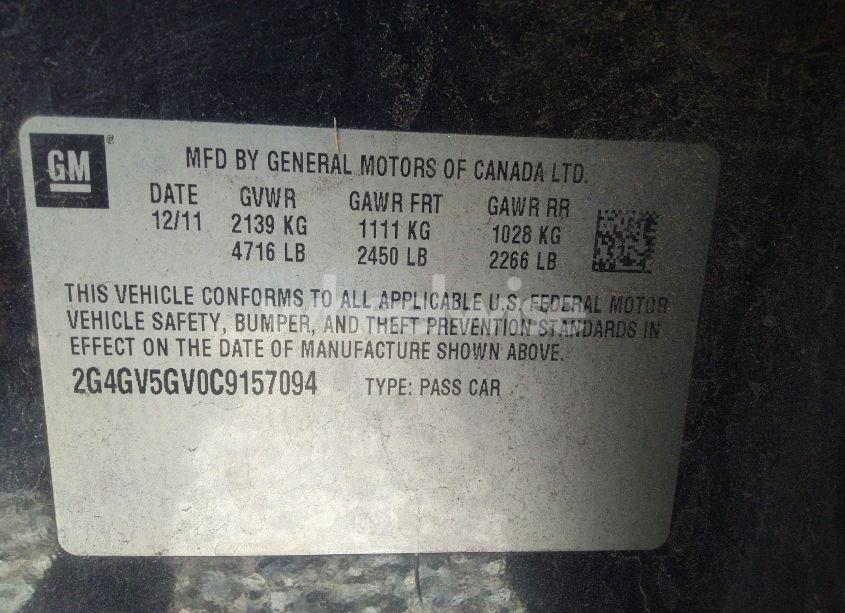 GM
MFD BY GENERAL MOTORS OF CANADA LTD.
DATE GVWR GAWR FRT GAWR RR
12/11 2139 KG 1111 KG 1028 KG
4716 LB 2450 LB 2266 LB
THIS VEHICLE CONFORMS TO ALL APPLICABLE U.S. FEDERAL MOTOR
VEHICLE SAFETY, BUMPER, AND THEFT PREVENTION STANDARDS IN
EFFECT ON THE DATE OF MANUFACTURE SHOWN ABOVE.
2G4GV5GV0C9157094 TYPE: PASS CAR